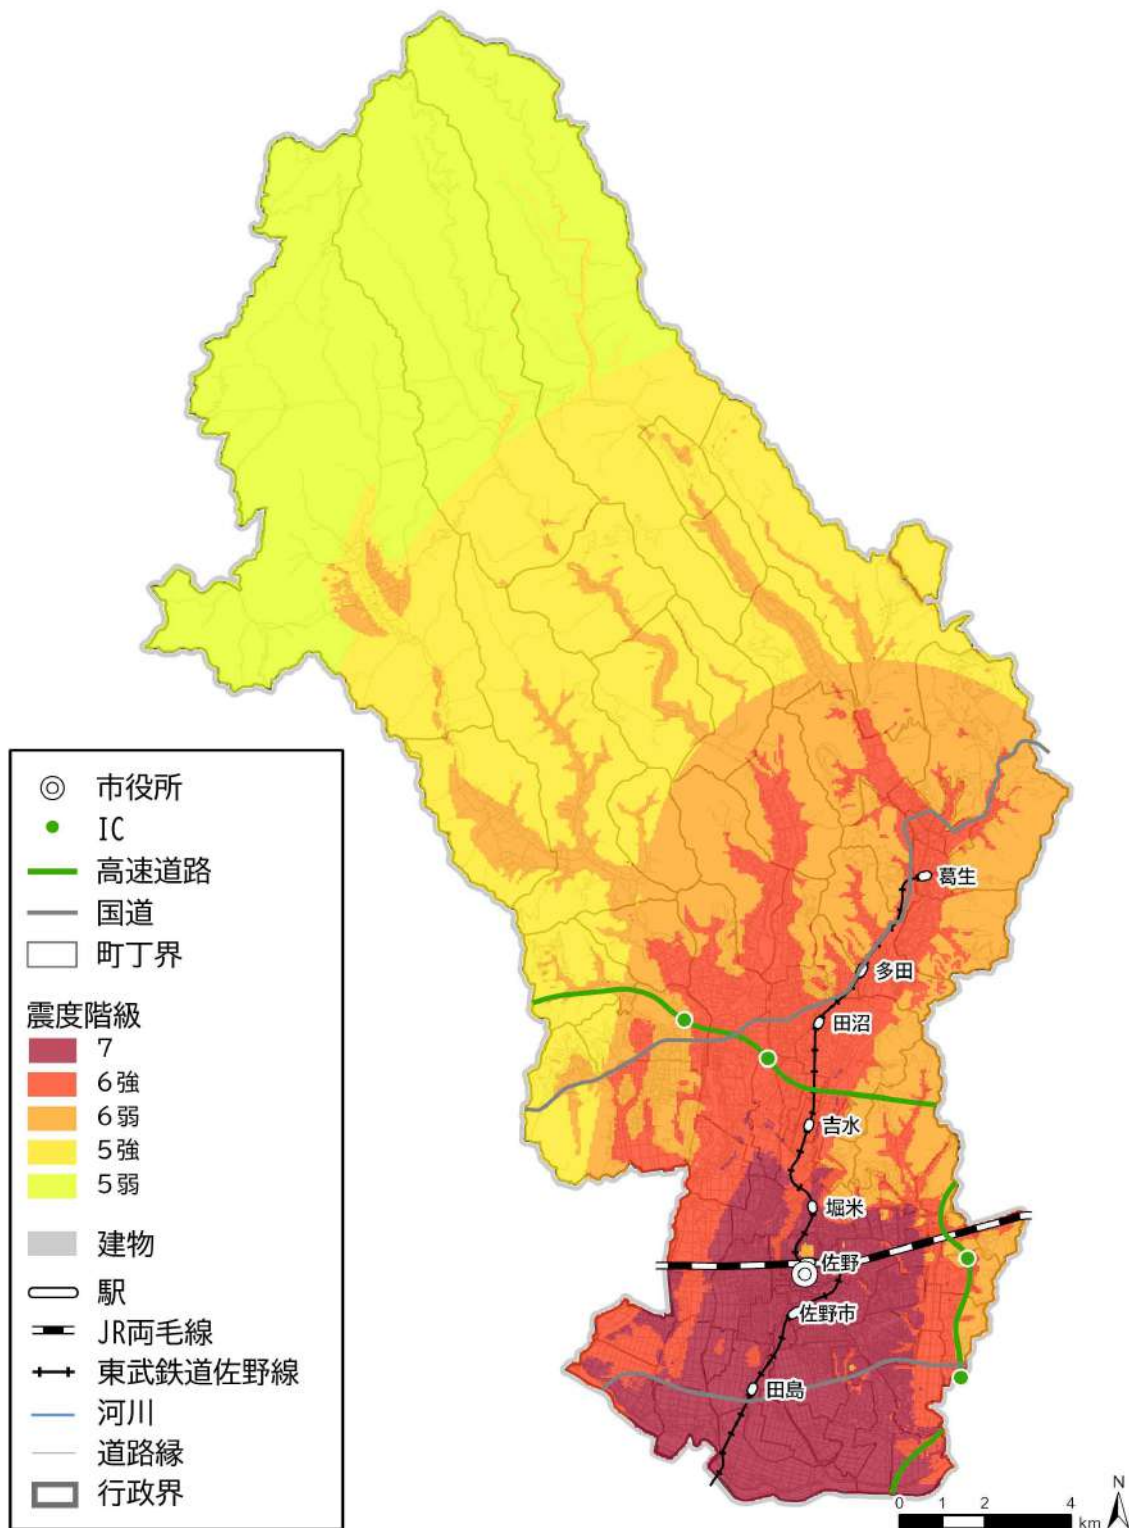 市役所
IC
高速道路
国道
町丁界
震度階級
7
6強
6弱
5強
5弱
建物
駅
JR両毛線
東武鉄道佐野線
河川
道路縁
行政界
葛生
多田
田沼
吉水
堀米
佐野
佐野市
田島
N
0 1 2 4
km